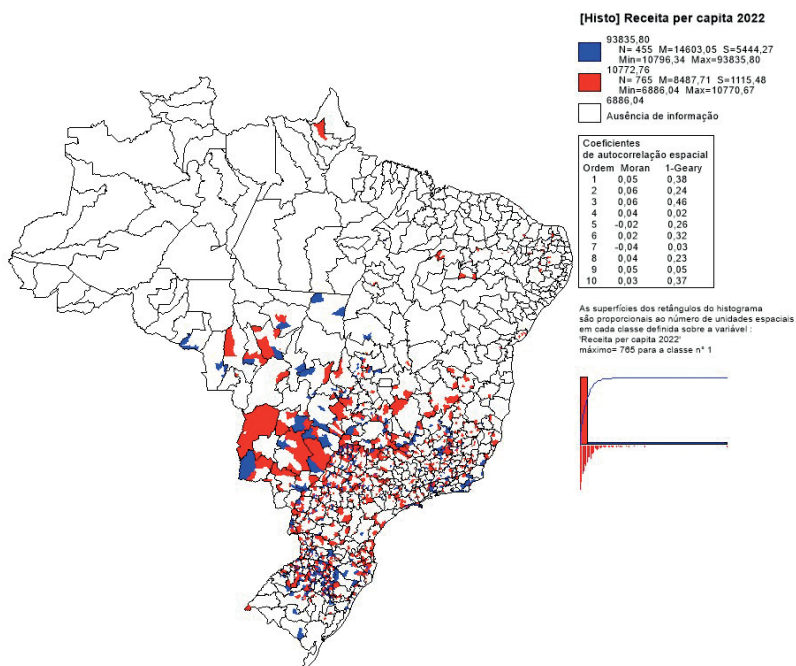 [Histo] Receita per capita 2022
93835,80
N= 455 M=14603,05 S=5444,27
Min=10796,34 Max=93835,80
10772,76
N= 765 M=8487,71 S=1115,48
Min=6886,04 Max=10770,67
6886,04
Ausência de informação
Coeficientes
de autocorrelação espacial
Ordem Moran 1-Geary
1 0,05 0,38
2 0,06 0,24
3 0,06 0,46
4 0,04 0,02
5 -0,02 0,26
6 0,02 0,32
7 -0,04 0,03
8 0,04 0,23
9 0,05 0,05
10 0,03 0,37
As superfícies dos retângulos do histograma
são proporcionais ao número de unidades espaciais
em cada classe definida sobre a variável :
'Receita per capita 2022'
máximo= 765 para a classe n° 1